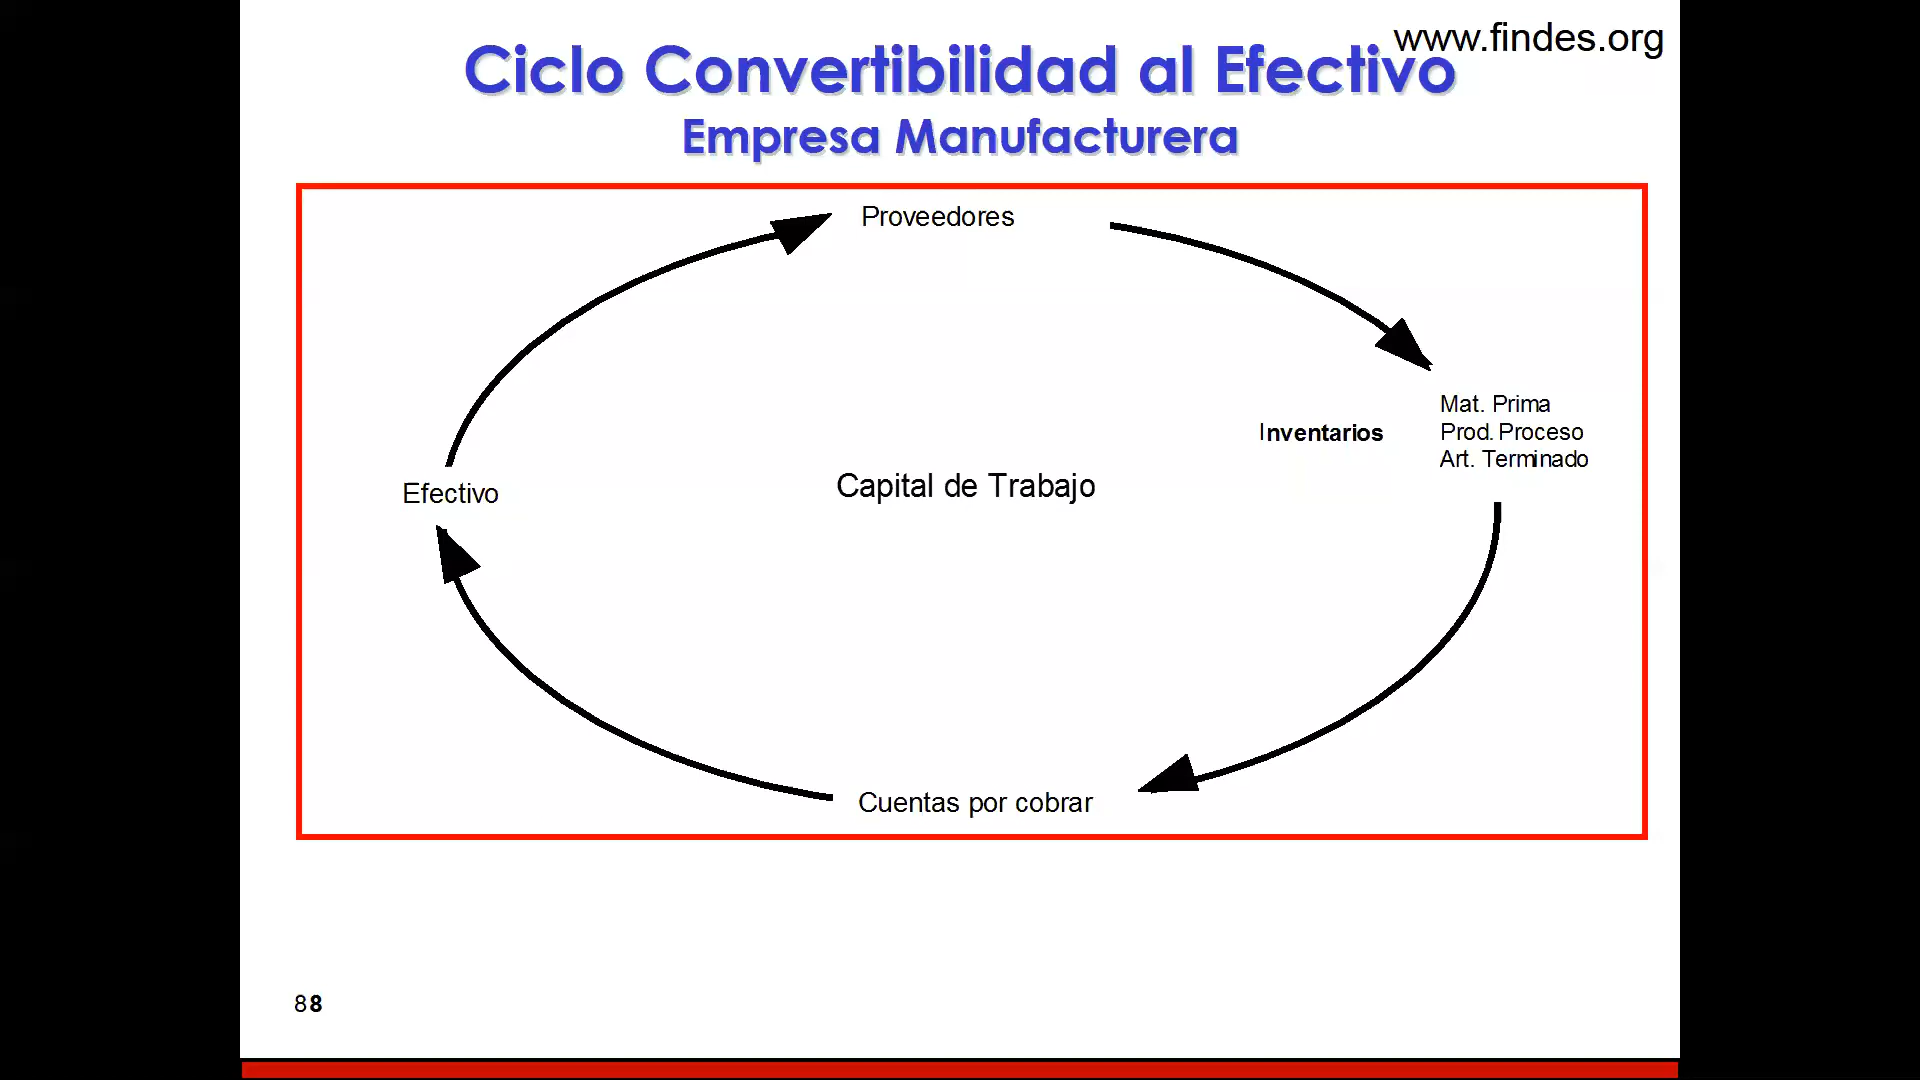 www.findes.org
Ciclo Convertibilidad al Efectivo
Empresa Manufacturera
Proveedores
Mat. Prima
Inventarios
Prod. Proceso
Art. Terminado
Efectivo
Capital de Trabajo
Cuentas por cobrar
88